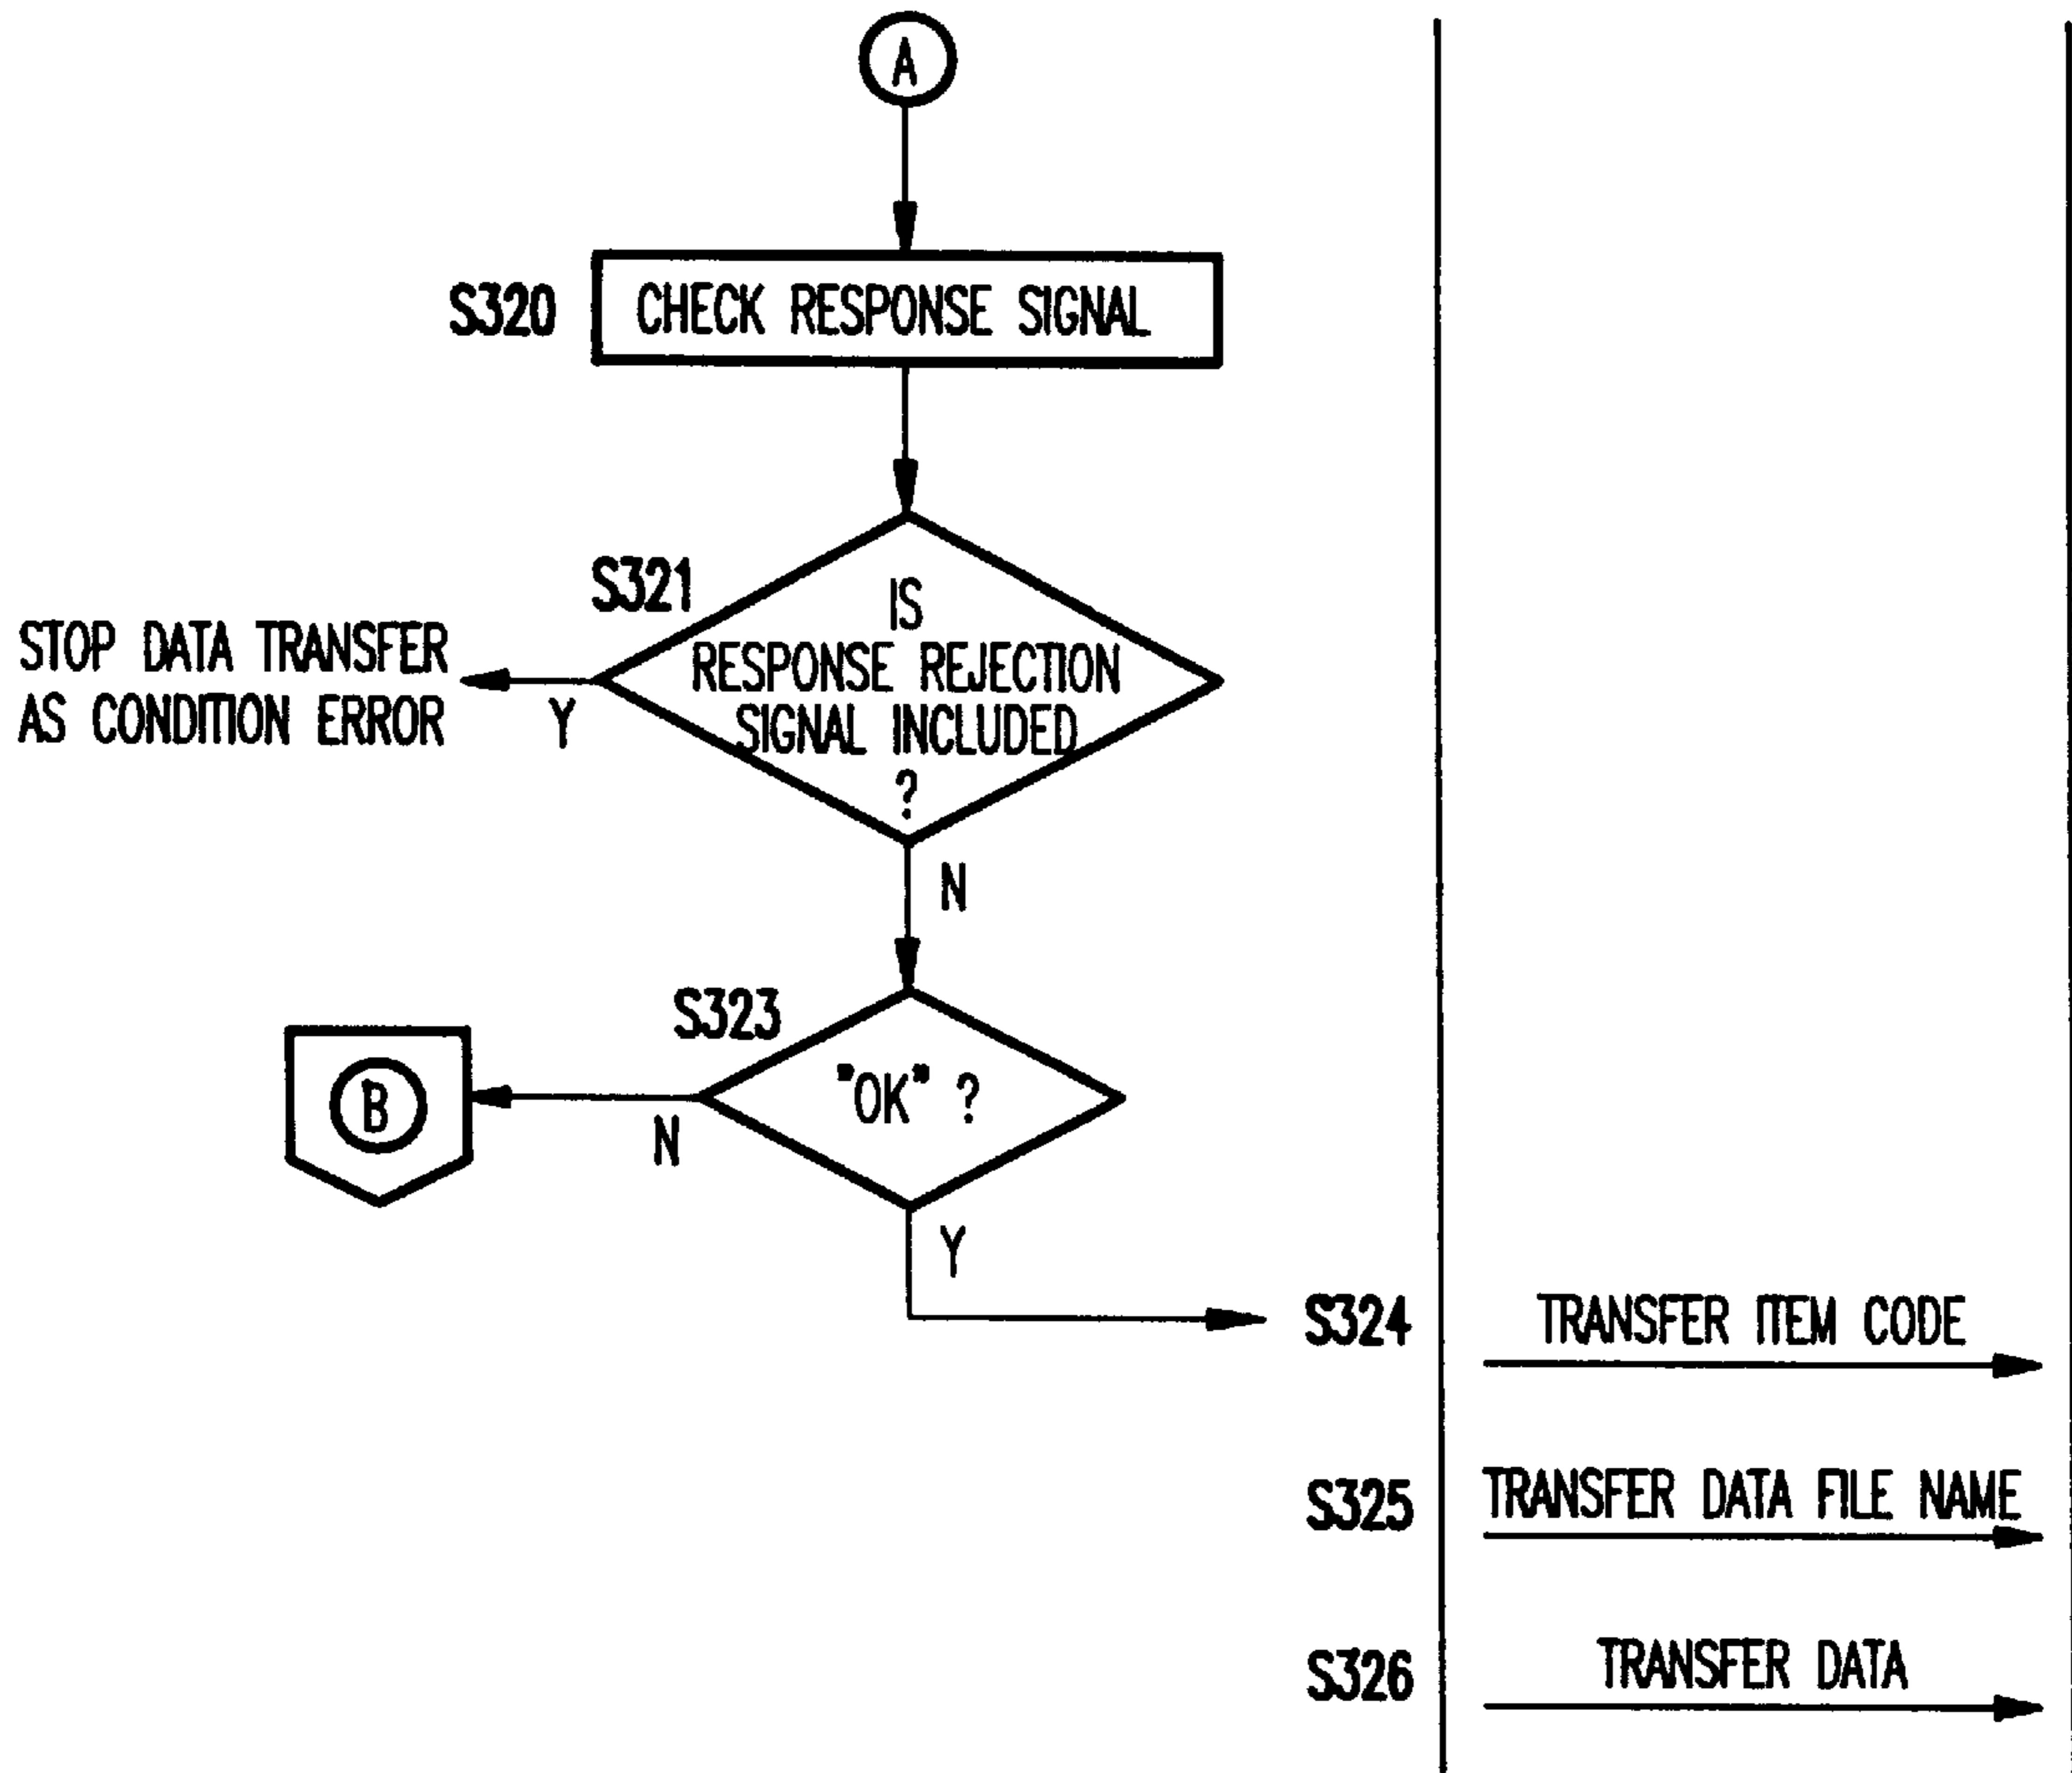 A
S320
CHECK RESPONSE SIGNAL
S321
IS
RESPONSE REJECTION
SIGNAL INCLUDED
?
STOP DATA TRANSFER
AS CONDITION ERROR
Y
N
S323
"OK" ?
B
N
Y
S324
TRANSFER ITEM CODE
S325
TRANSFER DATA FILE NAME
S326
TRANSFER DATA